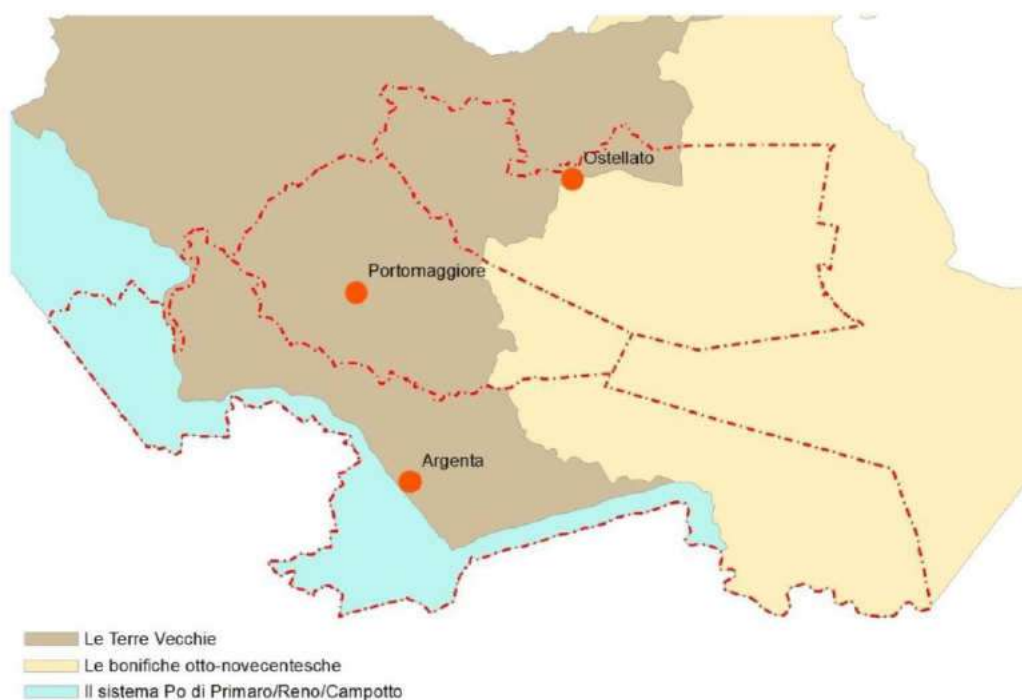 Ostellato
Portomaggiore
Argenta
Le Terre Vecchie
Le bonifiche otto-novecentesche
Il sistema Po di Primaro/Reno/Campotto